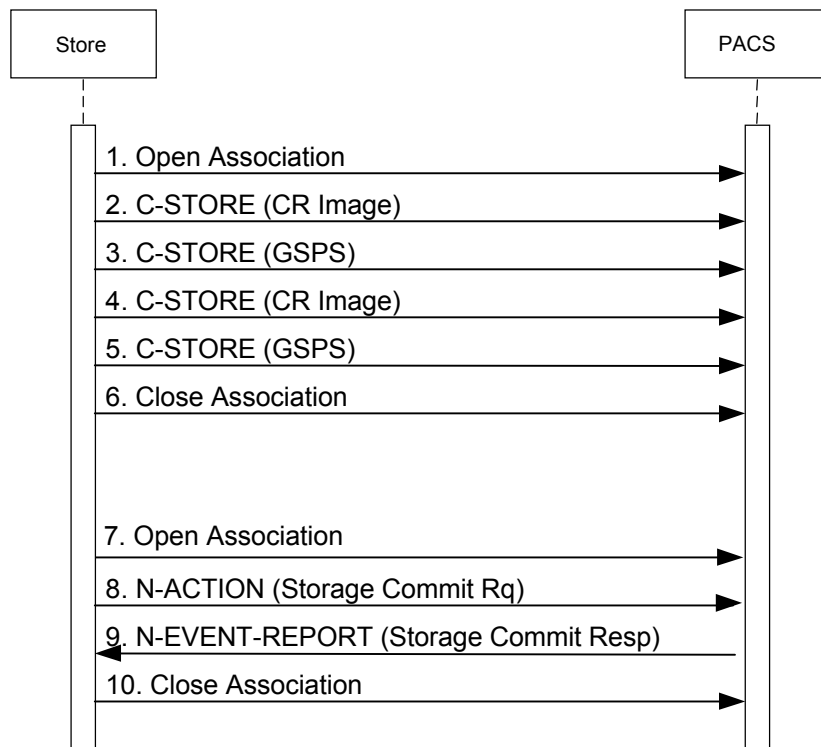 Store
PACS
1. Open Association
2. C-STORE (CR Image)
3. C-STORE (GSPS)
4. C-STORE (CR Image)
5. C-STORE (GSPS)
6. Close Association
7. Open Association
8. N-ACTION (Storage Commit Rq)
9. N-EVENT-REPORT (Storage Commit Resp)
10. Close Association